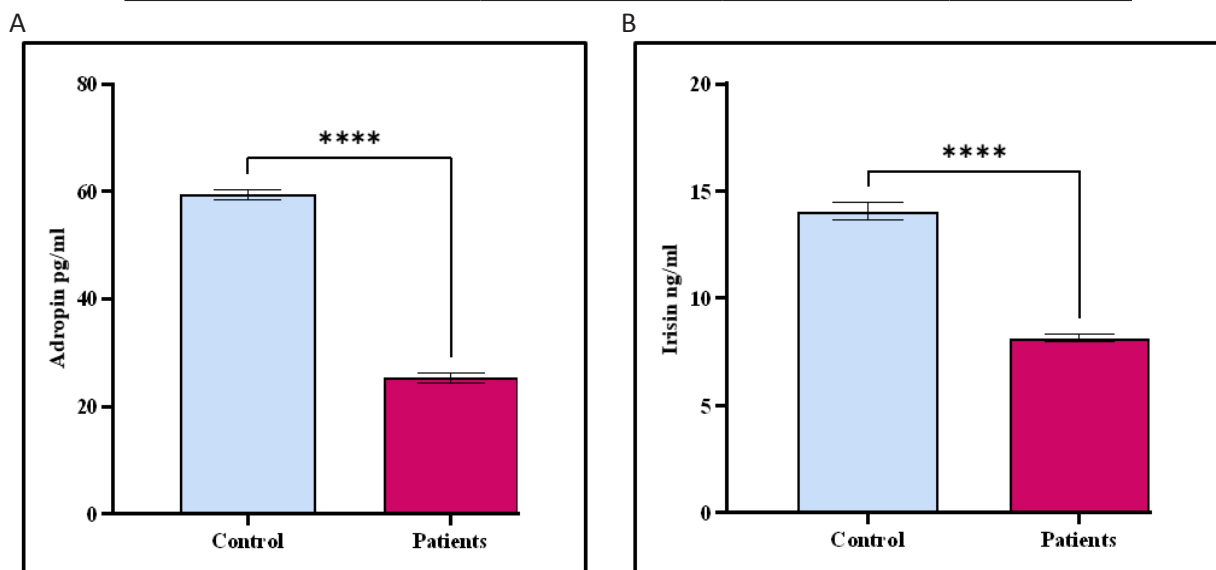 A
80
60
40
20
0
Adropin pg/ml
****
Control
Patients
B
20
15
10
5
0
Irisin ng/ml
****
Control
Patients